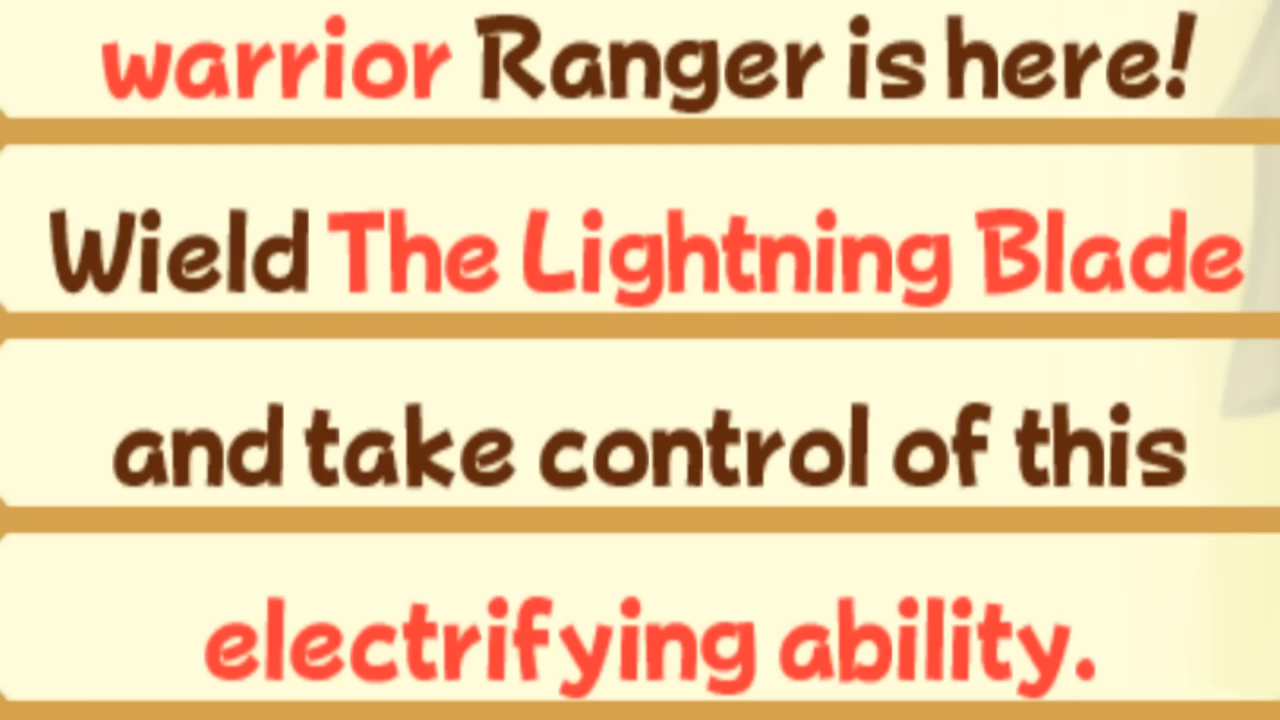 warrior Ranger is here!
Wield The Lightning Blade
and take control of this
electrifying ability.